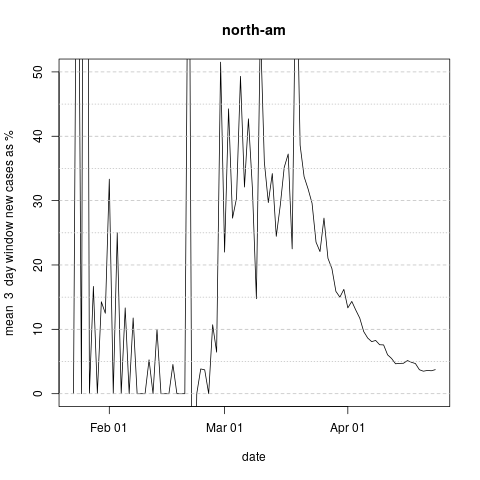 north-am
mean 3 day window new cases as %
50
40
30
20
10
0
Feb 01
Mar 01
Apr 01
date